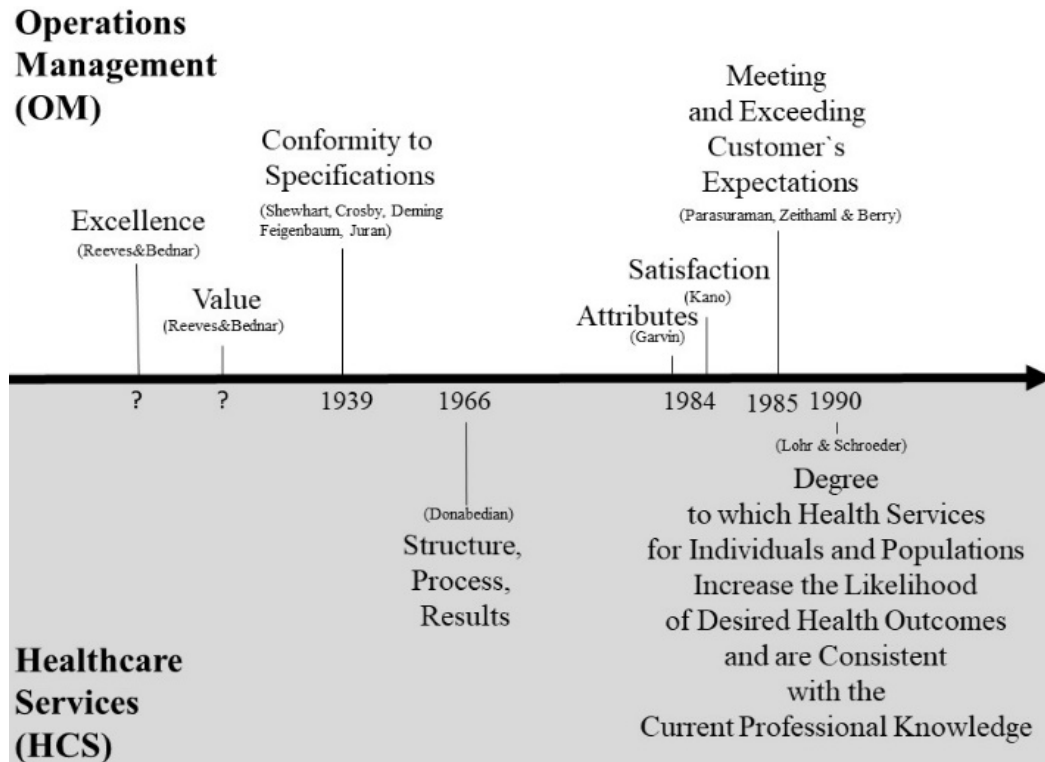 Operations
Management
(OM)
Meeting
and Exceeding
Customer`s
Expectations
(Parasuraman, Zeithaml & Berry)
Conformity to
Specifications
(Shewhart, Crosby, Deming
Feigenbaum, Juran)
Excellence
(Reeves&Bednar)
Value
(Reeves&Bednar)
Satisfaction
(Kano)
Attributes
(Garvin)
? ? 1939 1966 1984 1985 1990
(Donabedian)
Structure,
Process,
Results
(Lohr & Schroeder)
Degree
to which Health Services
for Individuals and Populations
Increase the Likelihood
of Desired Health Outcomes
and are Consistent
with the
Current Professional Knowledge
Healthcare
Services
(HCS)